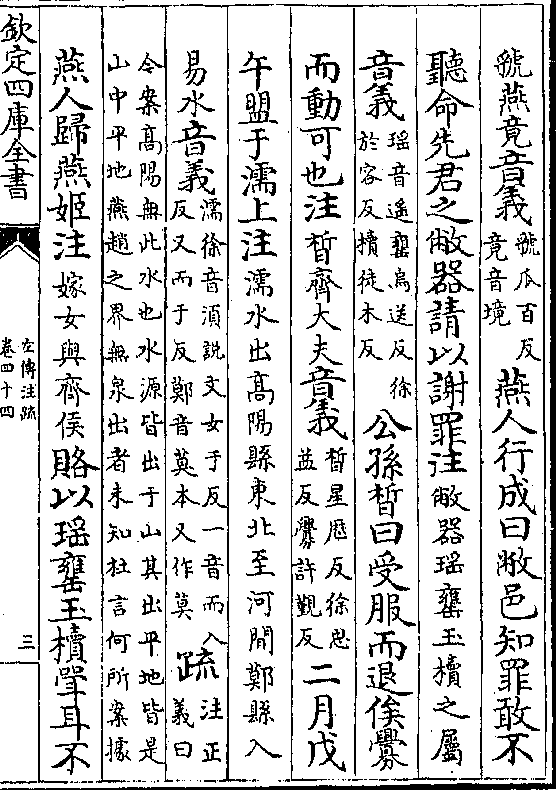 虢燕竟音義虢瓜百反竟音境燕人行成曰敝邑知罪敢不
聽命先君之敝器請以謝罪注敝器瑶罋玉櫝之屬
音義瑶音遥罋烏送反徐於容反櫝徒木反公孫晳曰受服而退俟釁
而動可也注晳齊大夫音義晳星歴反徐思益反釁許覲反二月戊
午盟于濡上注濡水出髙陽縣東北至河間鄚縣入
易水音義濡徐音須説文女于反一音而又而于反鄚音莫本又作莫疏注正義曰
今案髙陽無此水也水源皆出于山其出平地皆是山中平地燕趙之界無泉出者未知杜言何所案據
燕人歸燕姬注嫁女與齊侯賂以瑶罋玉櫝斝耳不
欽定四庫全書
左傳注疏
卷四十四
三